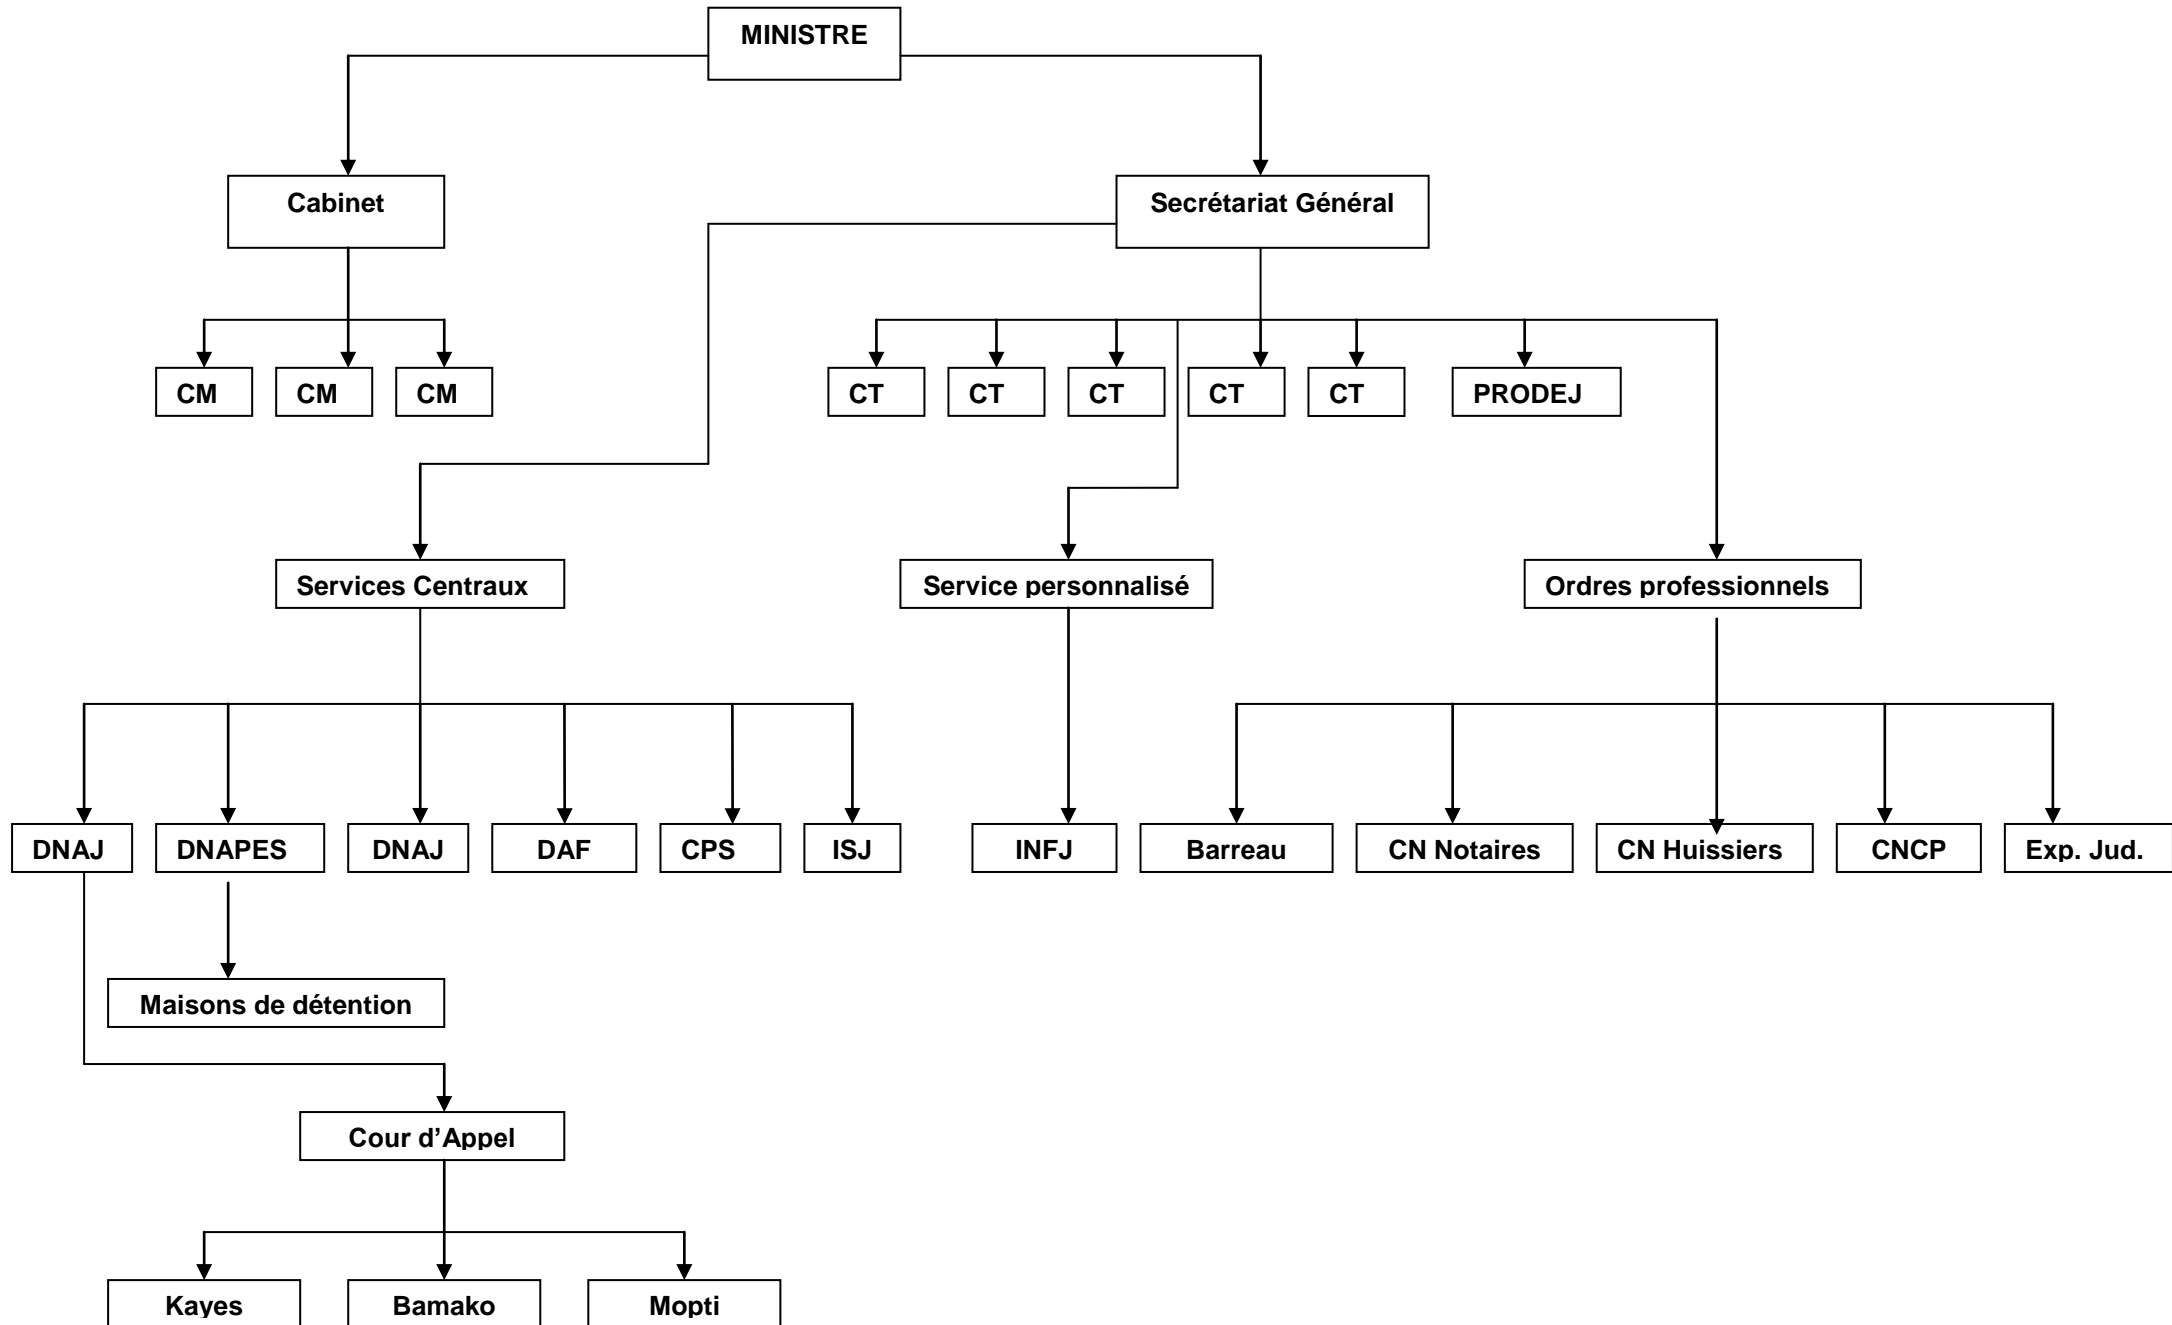 MINISTRE
Cabinet
Secrétariat Général
CM
CM
CM
CT
CT
CT
CT
CT
PRODEJ
Services Centraux
Service personnalisé
Ordres professionnels
DNAJ
DNAPES
DNAJ
DAF
CPS
ISJ
INFJ
Barreau
CN Notaires
CN Huissiers
CNCP
Exp. Jud.
Maisons de détention
Cour d’Appel
Kayes
Bamako
Mopti